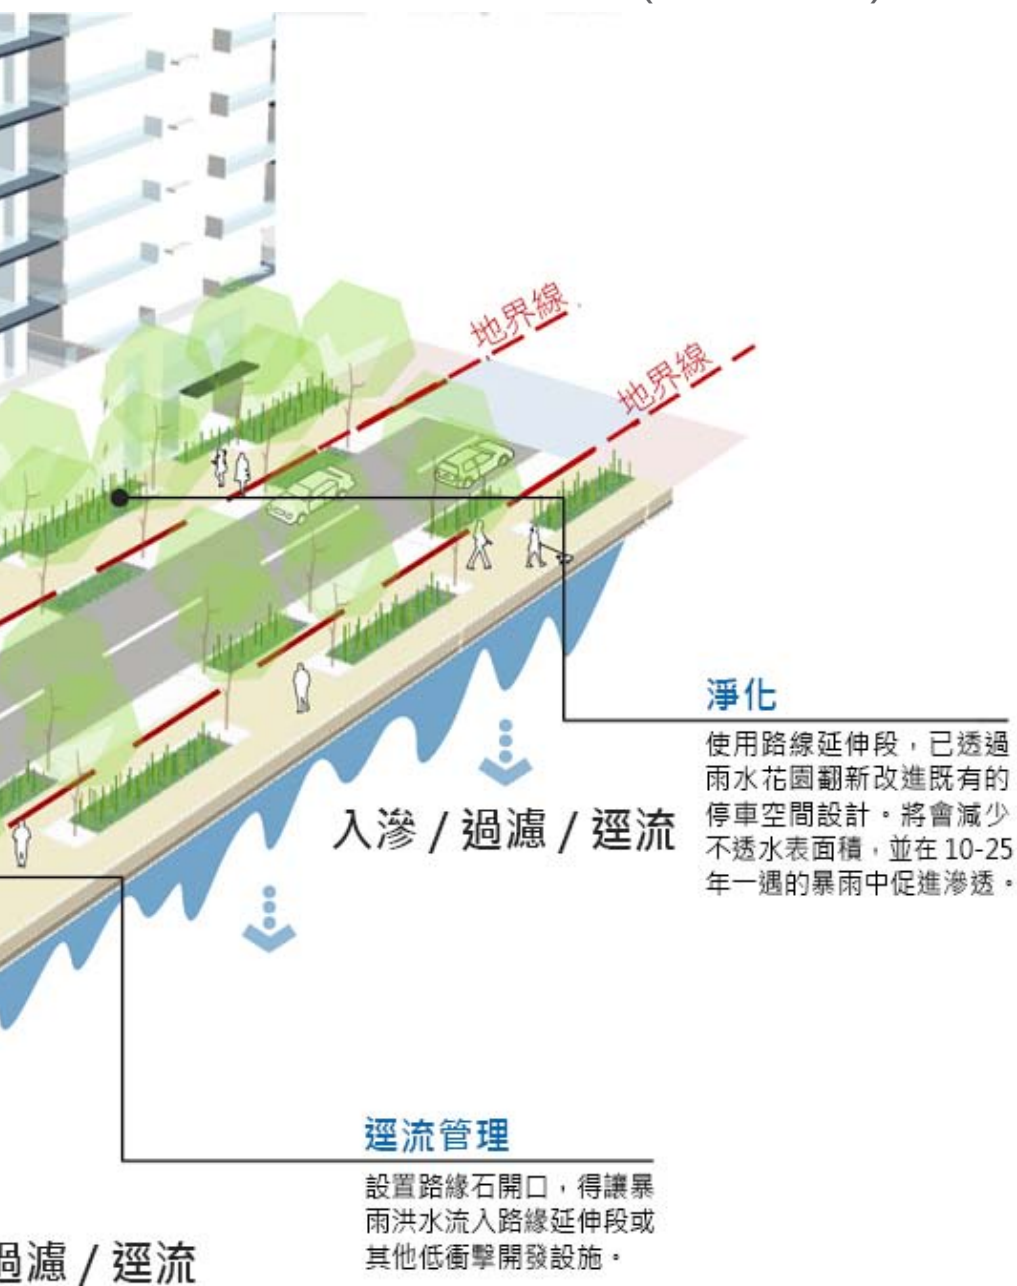 地界線
地界線
淨化
使用路線延伸段，已透過
雨水花園翻新改進既有的
停車空間設計。將會減少
不透水表面積，並在 10-25
年一遇的暴雨中促進滲透。
入滲 / 過濾 / 逕流
逕流管理
設置路緣石開口，得讓暴
雨洪水流入路緣延伸段或
其他低衝擊開發設施。
過濾 / 逕流